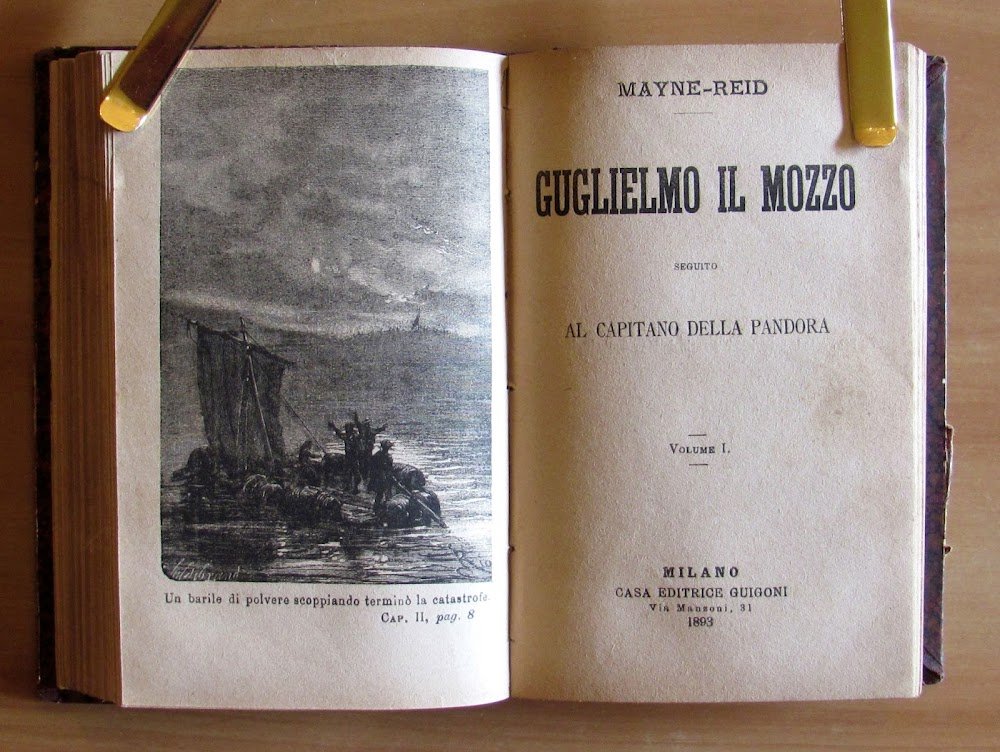 Un barile di polvere scoppiando terminò la catastrofe.
CAP. II, pag. 8
MAYNE-REID
GUGLIELMO IL MOZZO
SEGUITO
AL CAPITANO DELLA PANDORA
VOLUME I.
MILANO
CASA EDITRICE GUIGONI
Via Manzoni, 31
1893